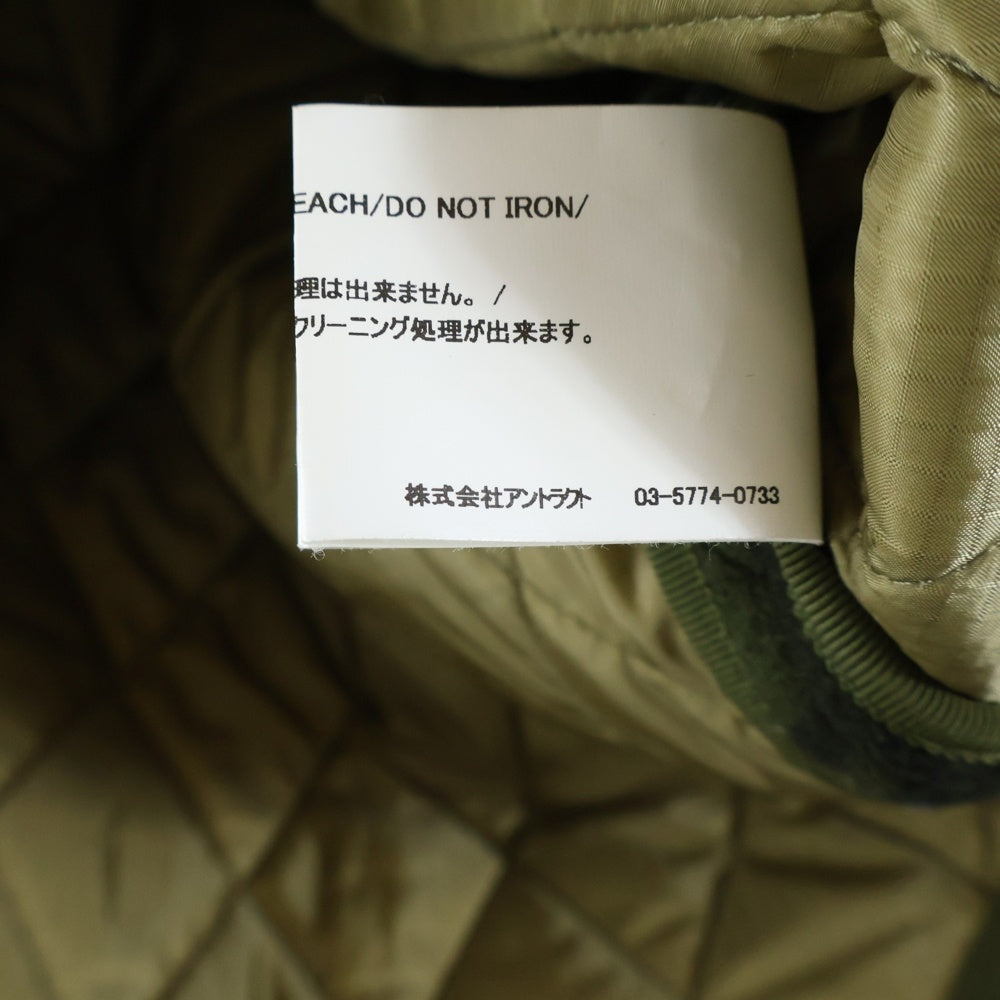 EACH/DO NOT IRON/
理は出来ません。/
クリーニング処理が出来ます。
株式会社アントラクト 03-5774-0733